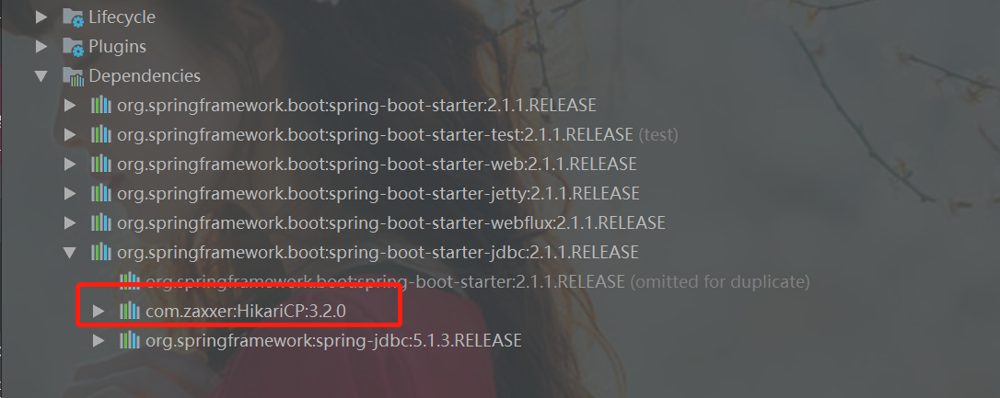 Lifecycle
Plugins
Dependencies
org.springframework.boot:spring-boot-starter:2.1.1.RELEASE
org.springframework.boot:spring-boot-starter-test:2.1.1.RELEASE (test)
org.springframework.boot:spring-boot-starter-web:2.1.1.RELEASE
org.springframework.boot:spring-boot-starter-jetty:2.1.1.RELEASE
org.springframework.boot:spring-boot-starter-webflux:2.1.1.RELEASE
org.springframework.boot:spring-boot-starter-jdbc:2.1.1.RELEASE
org.springframework.boot:spring-boot-starter:2.1.1.RELEASE (omitted for duplicate)
com.zaxxer:HikariCP:3.2.0
org.springframework:spring-jdbc:5.1.3.RELEASE